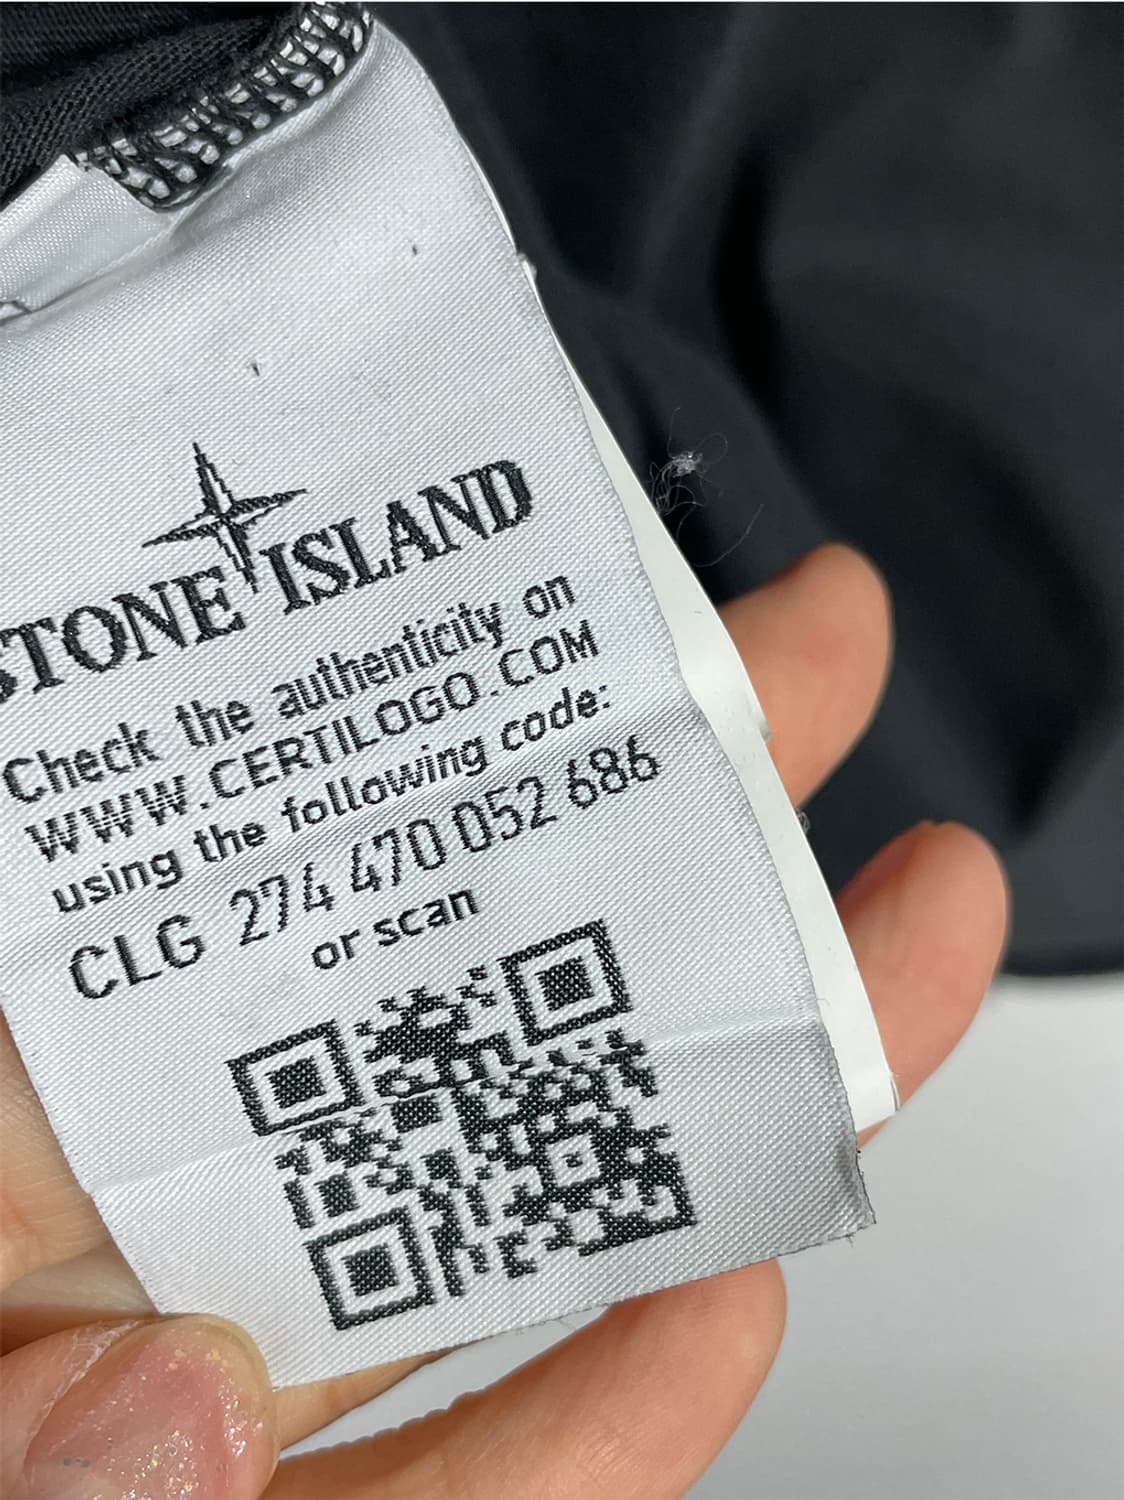 STONE ISLAND
Check the authenticity on
WWW.CERTILOGO.COM
using the following code:
CLG 274 470 052 686
or scan